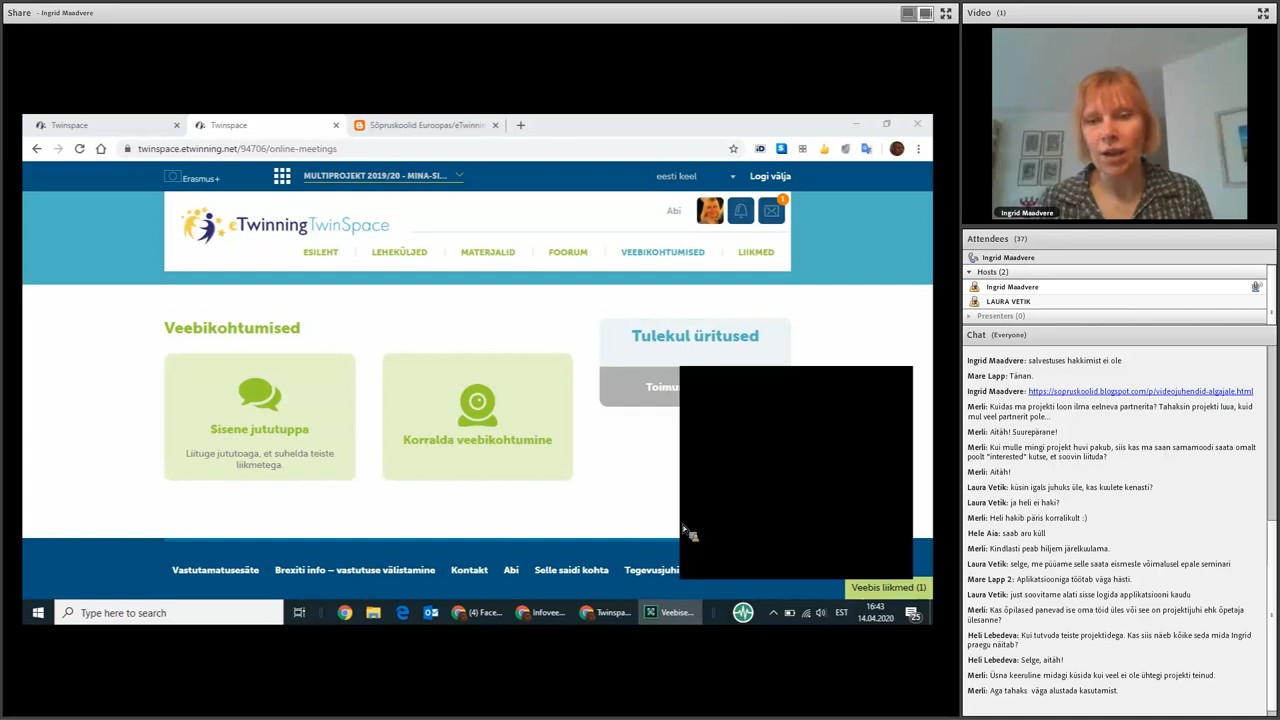 Share - Ingrid Maadvere
Twinspace
Twinspace
Sõpruskoolid Euroopas/eTwinnin
twinspace.etwinning.net/94706/online-meetings
Erasmus+
MULTIPROJEKT 2019/20 - MINA-SI...
eesti keel
Logi välja
eTwinningTwinSpace
Abi
1
ESILEHT
LEHEKÜLJED
MATERJALID
FOORUM
VEEBIKOHTUMISED
LIIKMED
Veebikohtumised
Sisene jututuppa
Liituge jututoaga, et suhelda teiste
liikmetega.
Korralda veebikohtumine
Tulekul üritused
Toimu
Vastutamatusesäte
Brexiti info – vastutuse välistamine
Kontakt
Abi
Selle saidi kohta
Tegevusjuhi
Veebis liikmed (1)
Type here to search
(4) Face...
Infovee...
Twinspa...
Veebise...
EST
16:43
14.04.2020
25
Video (1)
Ingrid Maadvere
Attendees (37)
Ingrid Maadvere
Hosts (2)
Ingrid Maadvere
LAURA VETIK
Presenters (0)
Chat (Everyone)
Ingrid Maadvere: salvestuses hakkimist ei ole
Mare Lapp: Tänan.
Ingrid Maadvere: https://sopruskoolid.blogspot.com/p/videojuhendid-algajale.html
Merli: Kuidas ma projekti loon ilma eelneva partnerita? Tahaksin projekti luua, kuid
mul veel partnerit pole...
Merli: Aitäh! Suurepärane!
Merli: Kui mulle mingi projekt huvi pakub, siis kas ma saan samamoodi saata omalt
poolt "interested" kutse, et soovin liituda?
Merli: Aitäh!
Laura Vetik: küsin igals juhuks üle, kas kuulete kenasti?
Laura Vetik: ja heli ei haki?
Merli: Heli hakib päris korralikult :)
Hele Aia: saab aru küll
Merli: Kindlasti peab hiljem järelkuulama.
Laura Vetik: selge, me püüame selle saata eismesle võimalusel epale seminari
Mare Lapp 2: Aplikatsiooniga töötab väga hästi.
Laura Vetik: just soovitame alati sisse logida applikatsiooni kaudu
Merli: Kas õpilased panevad ise oma töid üles või see on projektijuhi ehk õpetaja
ülesanne?
Heli Lebedeva: Kui tutvuda teiste projektidega. Kas siis näeb kõike seda mida Ingrid
praegu näitab?
Heli Lebedeva: Selge, aitäh!
Merli: Üsna keeruline midagi küsida kui veel ei ole ühtegi projekti teinud.
Merli: Aga tahaks väga alustada kasutamist.